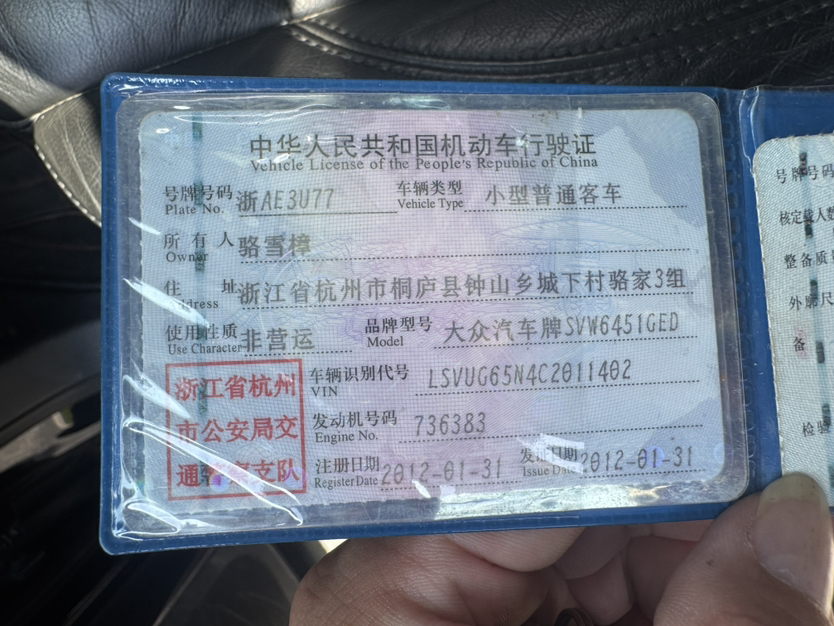 中华人民共和国机动车行驶证
Vehicle License of the People's Republic of China
号牌号码 浙AE3U77 车辆类型 小型普通客车
Plate No. Vehicle Type
所有人 骆雪樟
Owner
住址 浙江省杭州市桐庐县钟山乡城下村骆家3组
Address
使用性质 非营运 品牌型号 大众汽车牌SVW6451GED
Use Character Model
浙江省杭州
市公安局交
通警察支队
车辆识别代号 LSVUG65N4C2011402
VIN
发动机号码 736383
Engine No.
注册日期 2012-01-31 发证日期 2012-01-31
Register Date Issue Date
号牌号码
核定载人数
整备质量
外廓尺
备
检验